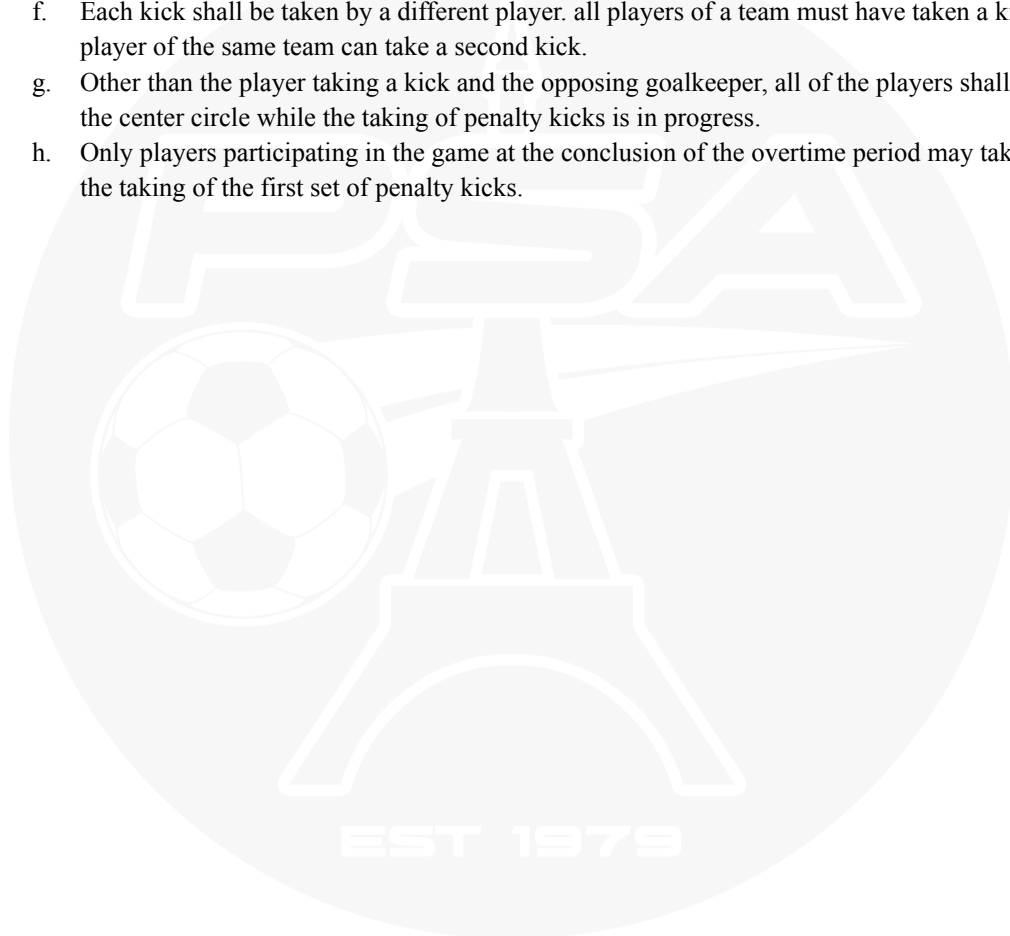 f. Each kick shall be taken by a different player. all players of a team must have taken a
player of the same team can take a second kick.
g. Other than the player taking a kick and the opposing goalkeeper, all of the players shall
the center circle while the taking of penalty kicks is in progress.
h. Only players participating in the game at the conclusion of the overtime period may
the taking of the first set of penalty kicks.
PSA
EST 1979